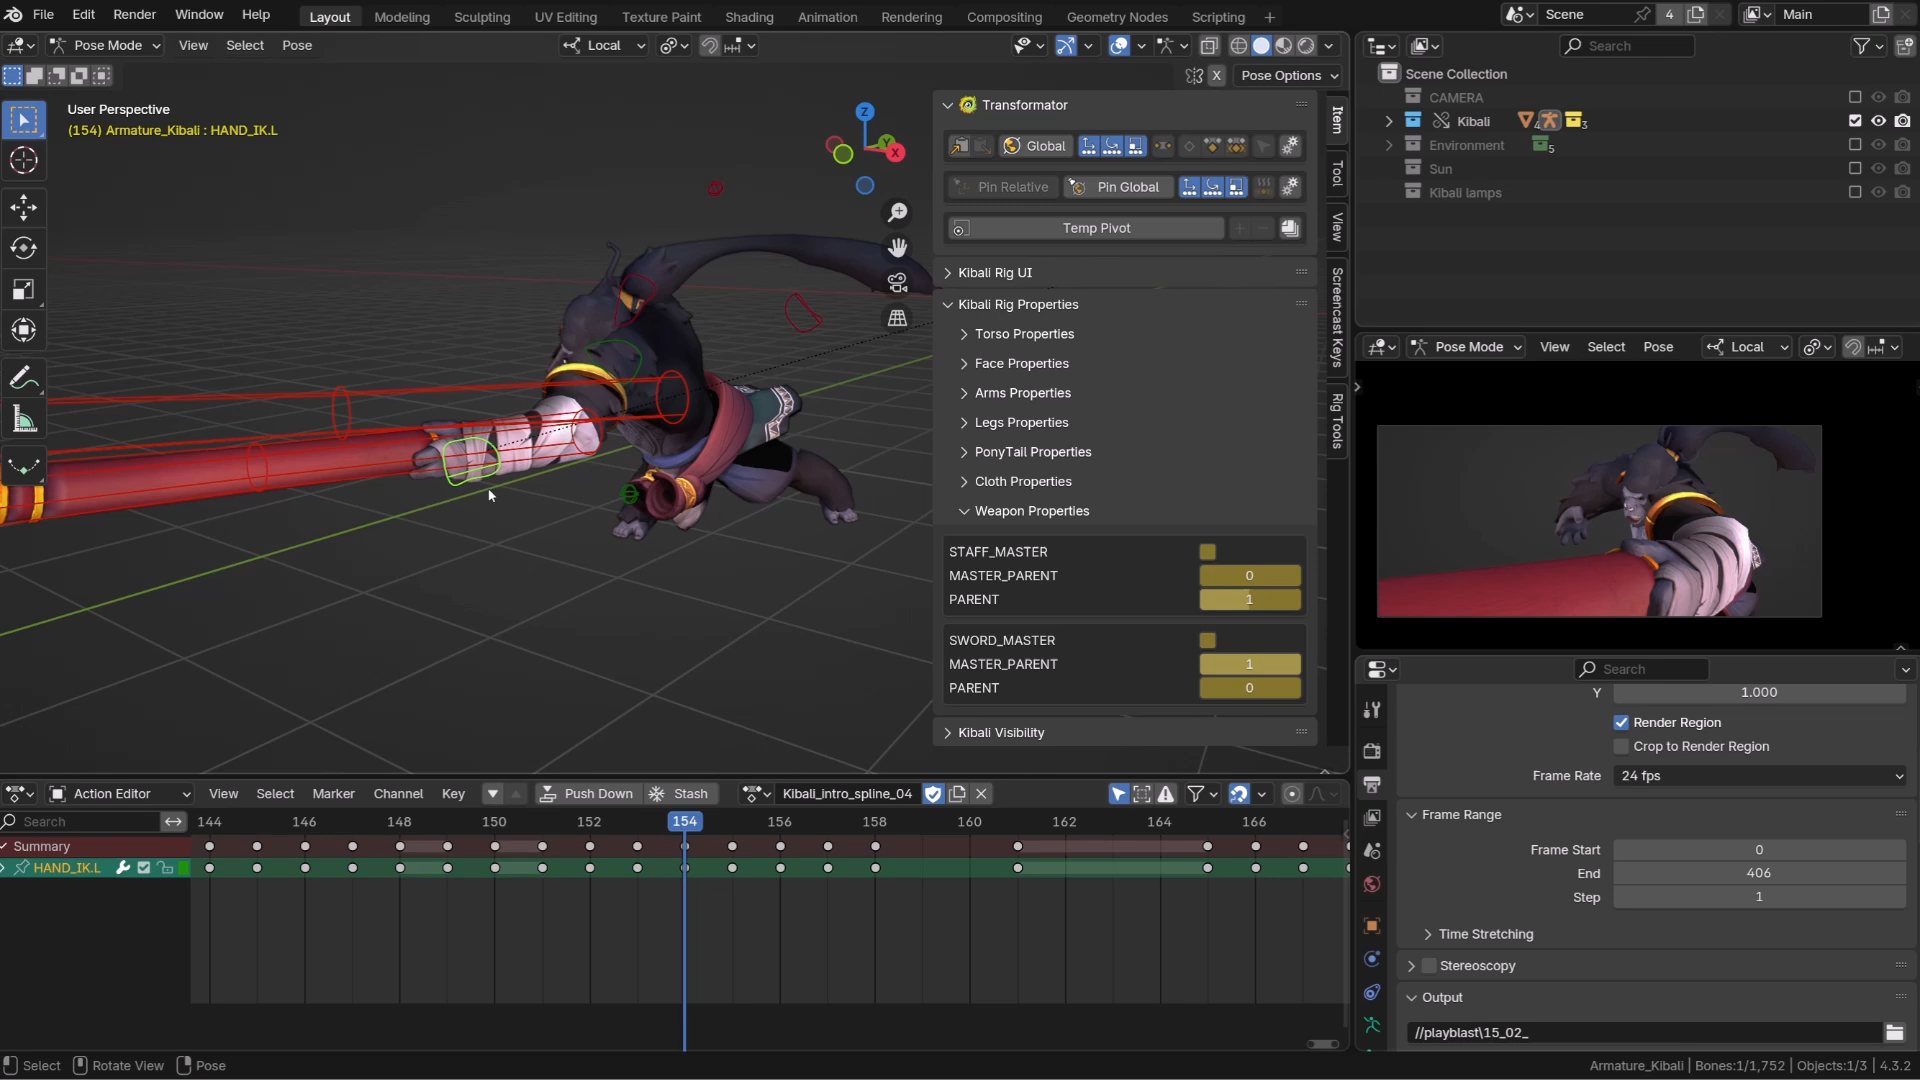 File Edit Render Window Help Layout Modeling Sculpting UV Editing Texture Paint Shading Animation Rendering Compositing Geometry Nodes Scripting + Scene 4 Main
Pose Mode View Select Pose Local Search
X Pose Options
User Perspective
(154) Armature_Kibali : HAND_IK.L
Z
Y
X
Transformator
Global
Pin Relative Pin Global
Temp Pivot
Kibali Rig UI
Kibali Rig Properties
Torso Properties
Face Properties
Arms Properties
Legs Properties
PonyTail Properties
Cloth Properties
Weapon Properties
STAFF_MASTER
MASTER_PARENT 0
PARENT 1
SWORD_MASTER
MASTER_PARENT 1
PARENT 0
Kibali Visibility
Item
Tool
View
Screencast Keys
Rig Tools
Scene Collection
CAMERA
Kibali 4 3
Environment 5
Sun
Kibali lamps
Pose Mode View Select Pose Local
Search
Y 1.000
Render Region
Crop to Render Region
Frame Rate 24 fps
Frame Range
Frame Start 0
End 406
Step 1
Time Stretching
Stereoscopy
Output
//playblast\15_02_
Action Editor View Select Marker Channel Key Push Down Stash Kibali_intro_spline_04
Search 144 146 148 150 152 154 156 158 160 162 164 166
Summary
HAND_IK.L
Select Rotate View Pose Armature_Kibali | Bones:1/1,752 | Objects:1/3 | 4.3.2